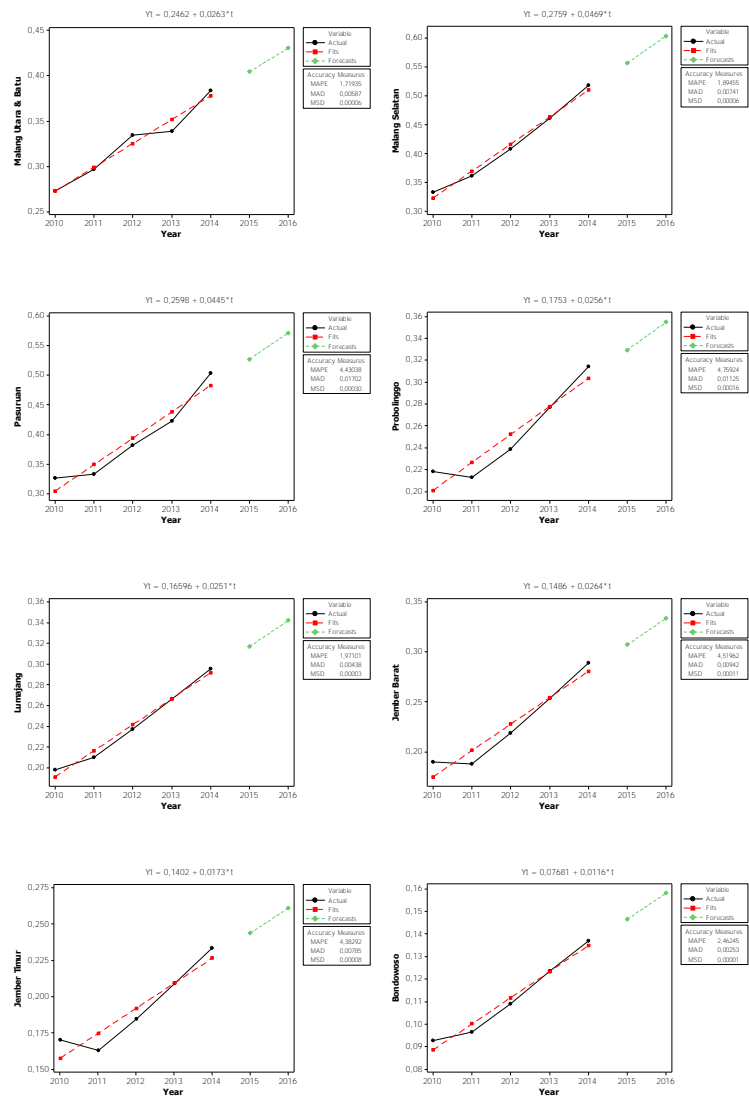 Yt = 0,2462 + 0,0263*t
Malang Utara & Batu
0,45
0,40
0,35
0,30
0,25
2010 2011 2012 2013 2014 2015 2016
Year
Variable
Actual
Fits
Forecasts
Accuracy Measures
MAPE 1,71935
MAD 0,00587
MSD 0,00006
Yt = 0,2759 + 0,0469*t
Malang Selatan
0,60
0,55
0,50
0,45
0,40
0,35
0,30
2010 2011 2012 2013 2014 2015 2016
Year
Variable
Actual
Fits
Forecasts
Accuracy Measures
MAPE 1,89455
MAD 0,00741
MSD 0,00006
Yt = 0,2598 + 0,0445*t
Pasuruan
0,60
0,55
0,50
0,45
0,40
0,35
0,30
2010 2011 2012 2013 2014 2015 2016
Year
Variable
Actual
Fits
Forecasts
Accuracy Measures
MAPE 4,43038
MAD 0,01702
MSD 0,00030
Yt = 0,1753 + 0,0256*t
Probolinggo
0,36
0,34
0,32
0,30
0,28
0,26
0,24
0,22
0,20
2010 2011 2012 2013 2014 2015 2016
Year
Variable
Actual
Fits
Forecasts
Accuracy Measures
MAPE 4,75924
MAD 0,01125
MSD 0,00016
Yt = 0,16596 + 0,0251*t
Lumajang
0,36
0,34
0,32
0,30
0,28
0,26
0,24
0,22
0,20
2010 2011 2012 2013 2014 2015 2016
Year
Variable
Actual
Fits
Forecasts
Accuracy Measures
MAPE 1,97101
MAD 0,00438
MSD 0,00003
Yt = 0,1486 + 0,0264*t
Jember Barat
0,35
0,30
0,25
0,20
2010 2011 2012 2013 2014 2015 2016
Year
Variable
Actual
Fits
Forecasts
Accuracy Measures
MAPE 4,51962
MAD 0,00942
MSD 0,00011
Yt = 0,1402 + 0,0173*t
Jember Timur
0,275
0,250
0,225
0,200
0,175
0,150
2010 2011 2012 2013 2014 2015 2016
Year
Variable
Actual
Fits
Forecasts
Accuracy Measures
MAPE 4,38292
MAD 0,00785
MSD 0,00008
Yt = 0,07681 + 0,0116*t
Bondowoso
0,16
0,15
0,14
0,13
0,12
0,11
0,10
0,09
0,08
2010 2011 2012 2013 2014 2015 2016
Year
Variable
Actual
Fits
Forecasts
Accuracy Measures
MAPE 2,46245
MAD 0,00253
MSD 0,00001